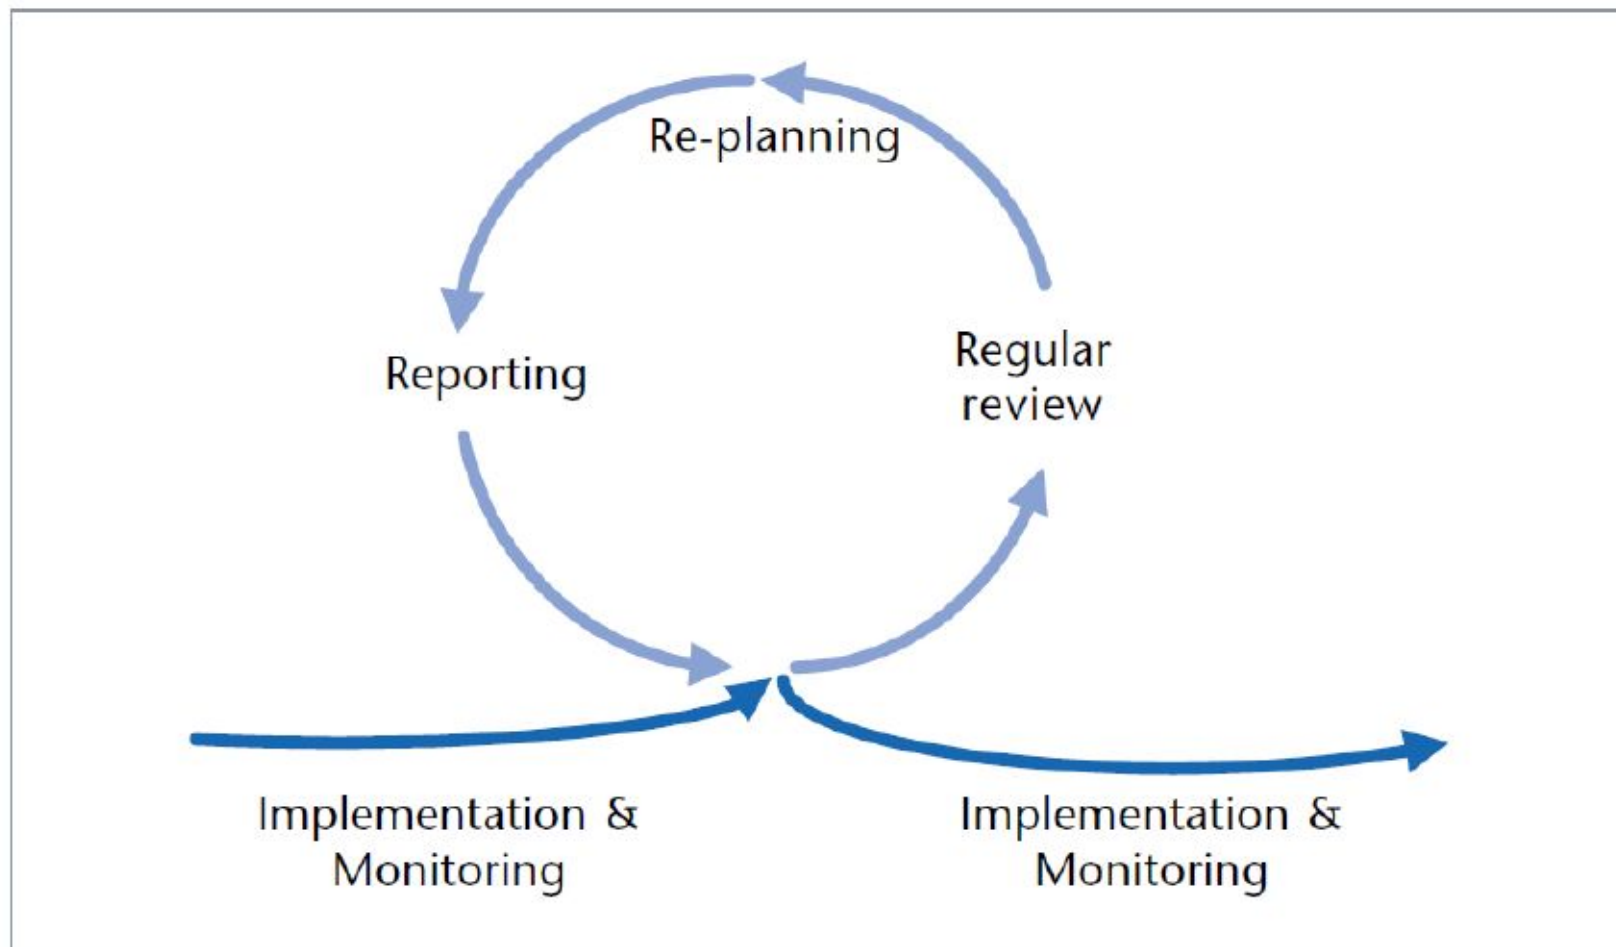 Re-planning
Reporting
Regular
review
Implementation &
Monitoring
Implementation &
Monitoring